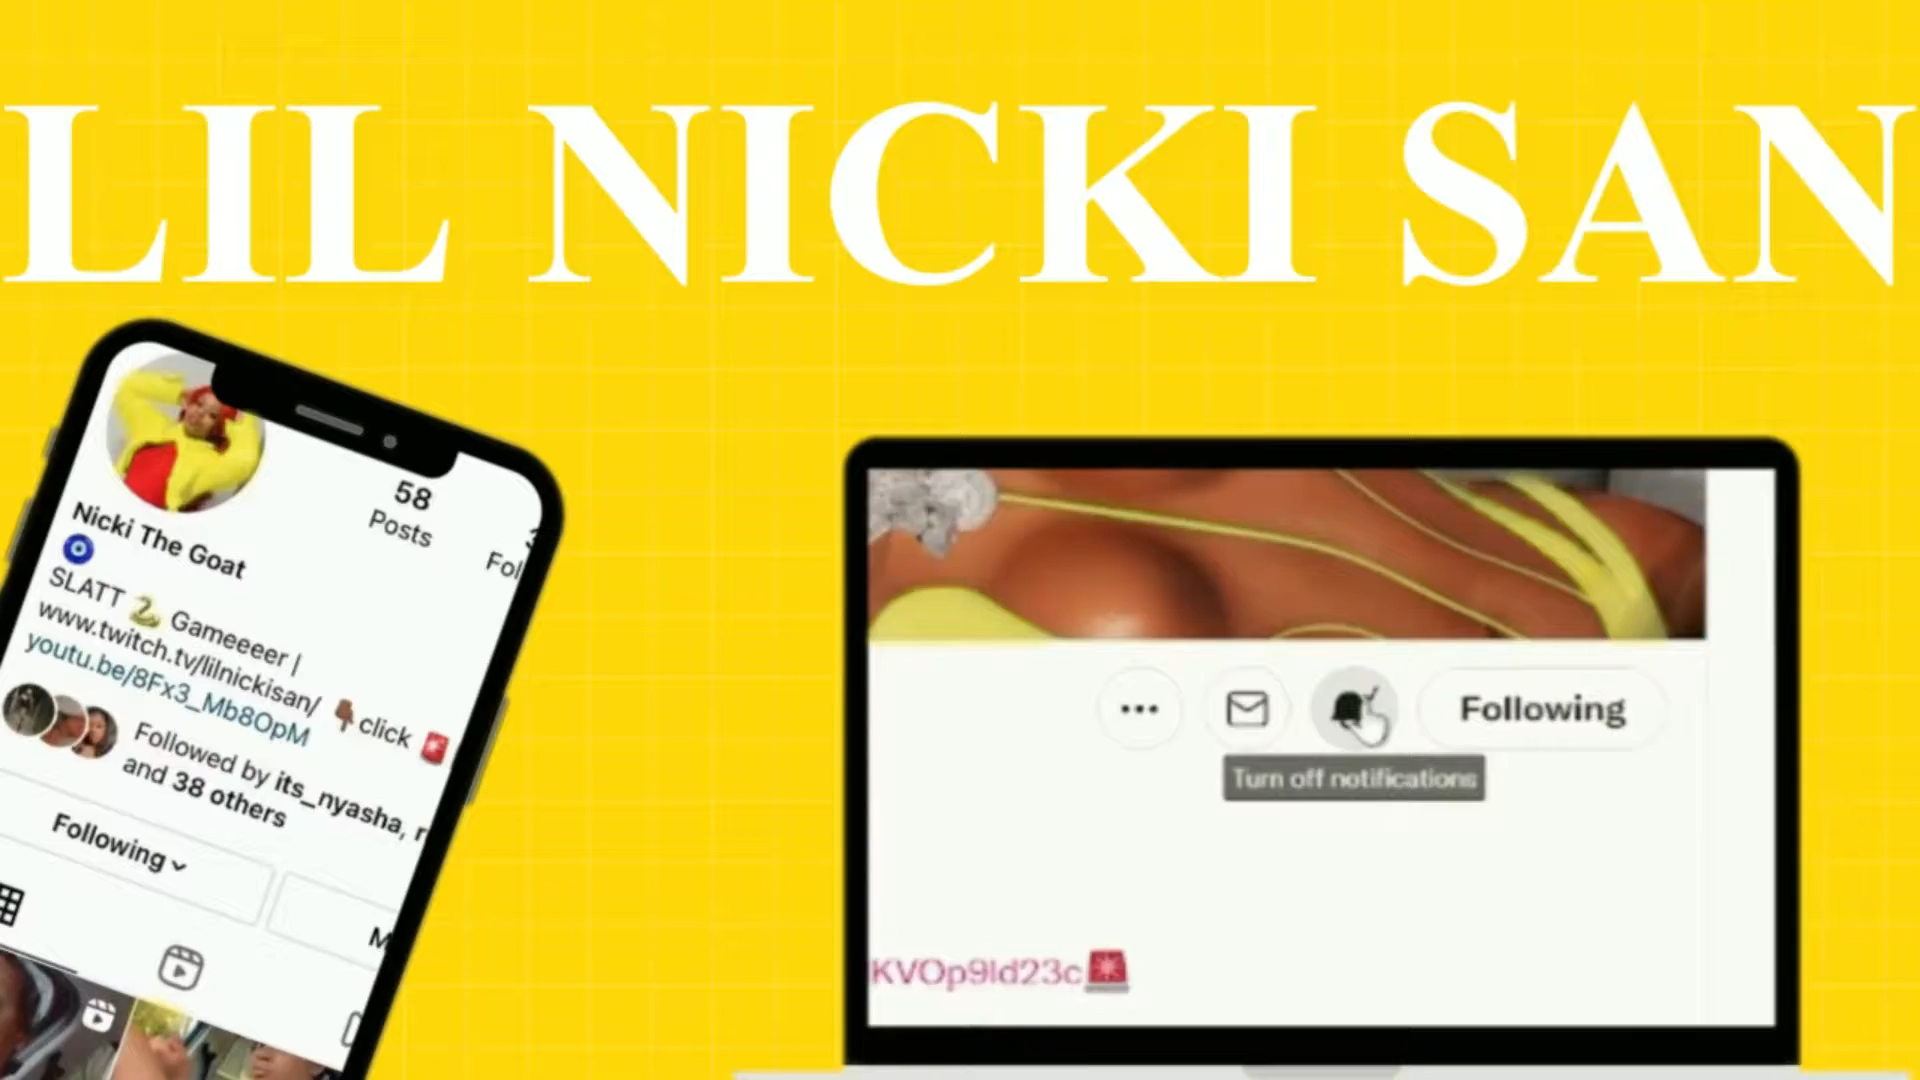 LIL NICKI SAN
58
Posts
Fol
Nicki The Goat
SLATT Gameeeer |
www.twitch.tv/lilnickisan/ click
youtu.be/8Fx3_Mb8OpM
Followed by its_nyasha, r
and 38 others
Following
M
Following
Turn off notifications
KVOp9ld23c